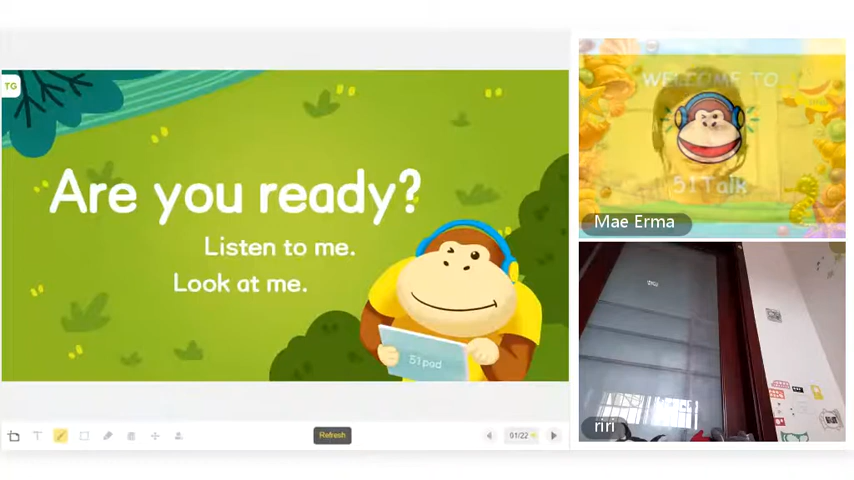 TG
Are you ready?
Listen to me.
Look at me.
51pad
Refresh
01/22
WELCOME TO
51Talk
Mae Erma
riri